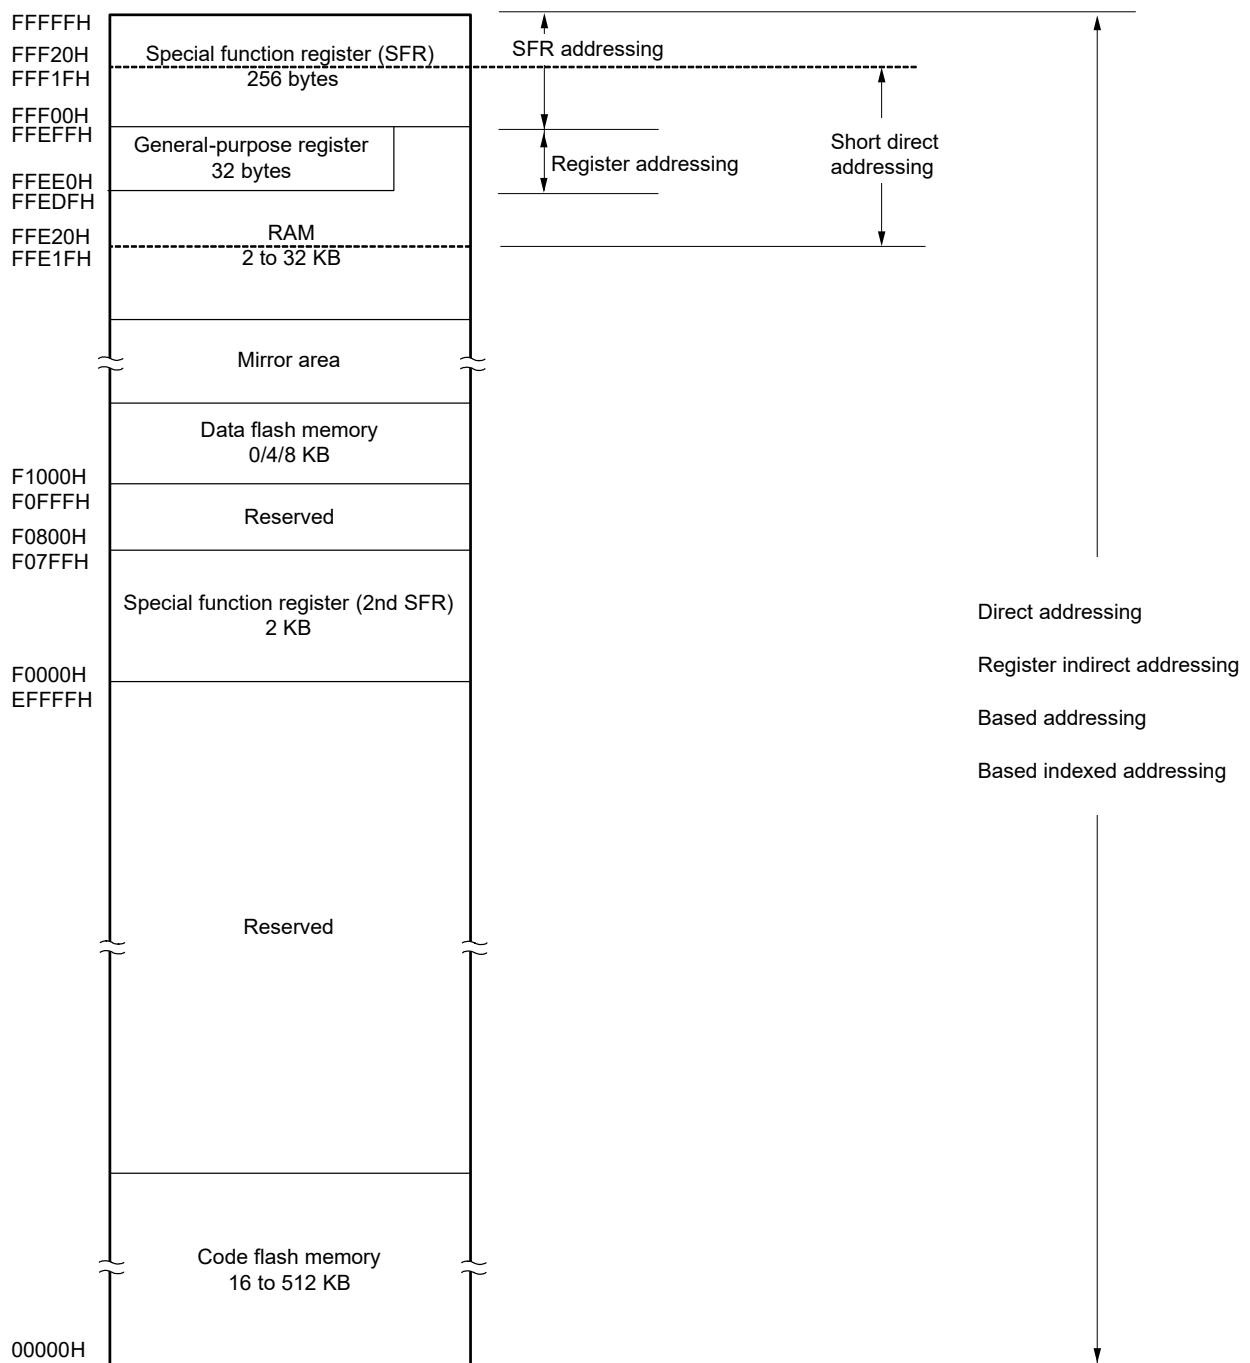 FFFFFH
FFF20H
FFF1FH
FFF00H
FFEFFH
FFEE0H
FFEDFH
FFE20H
FFE1FH
F1000H
F0FFFH
F0800H
F07FFH
F0000H
EFFFFH
00000H
Special function register (SFR)
256 bytes
General-purpose register
32 bytes
RAM
2 to 32 KB
Mirror area
Data flash memory
0/4/8 KB
Reserved
Special function register (2nd SFR)
2 KB
Reserved
Code flash memory
16 to 512 KB
SFR addressing
Register addressing
Short direct
addressing
Direct addressing
Register indirect addressing
Based addressing
Based indexed addressing